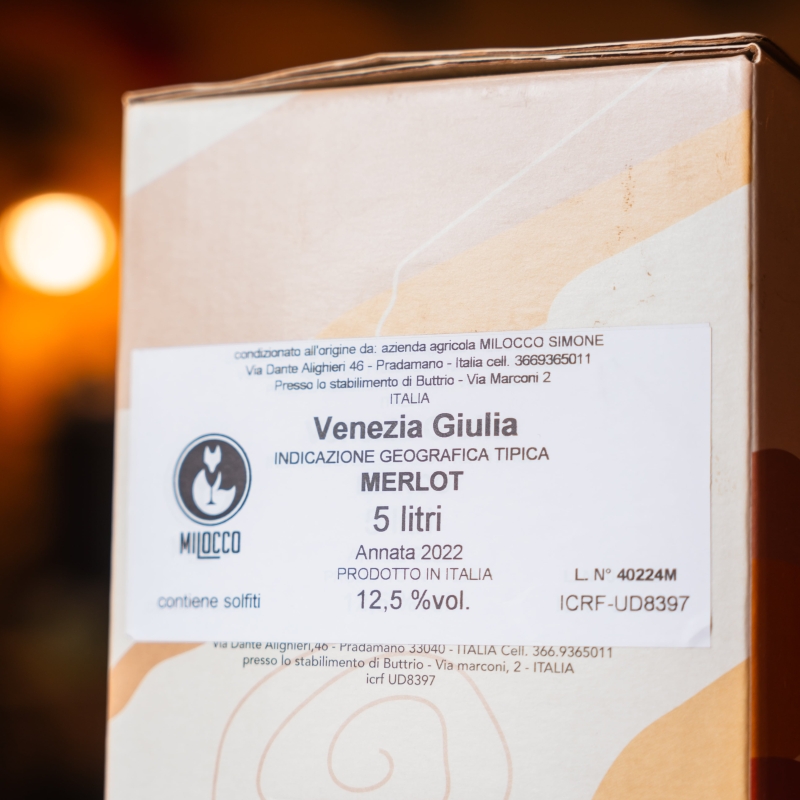 condizionato all'origine da: azienda agricola MILOCCO SIMONE
Via Dante Alighieri 46 - Pradamano - Italia cell. 3669365011
Presso lo stabilimento di Buttrio - Via Marconi 2
ITALIA
Venezia Giulia
INDICAZIONE GEOGRAFICA TIPICA
MERLOT
5 litri
MILOCCO
Annata 2022
PRODOTTO IN ITALIA
L. N° 40224M
contiene solfiti
12,5 %vol.
ICRF-UD8397
Via Dante Alighieri,46 - Pradamano 33040 - ITALIA Cell. 366.9365011
presso lo stabilimento di Buttrio - Via marconi, 2 - ITALIA
icrf UD8397